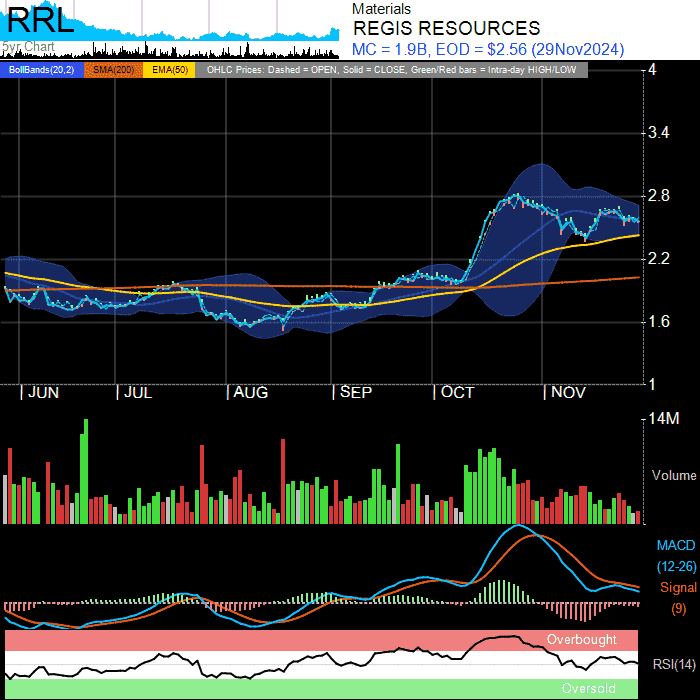 RRL
5yr Chart
Materials
REGIS RESOURCES
MC = 1.9B, EOD = $2.56 (29Nov2024)
BollBands(20,2) SMA(200) EMA(50) OHLC Prices: Dashed = OPEN, Solid = CLOSE, Green/Red bars = Intra-day HIGH/LOW
4
3.4
2.8
2.2
1.6
1
JUN JUL AUG SEP OCT NOV
14M
Volume
MACD
(12-26)
Signal
(9)
Overbought
RSI(14)
Oversold